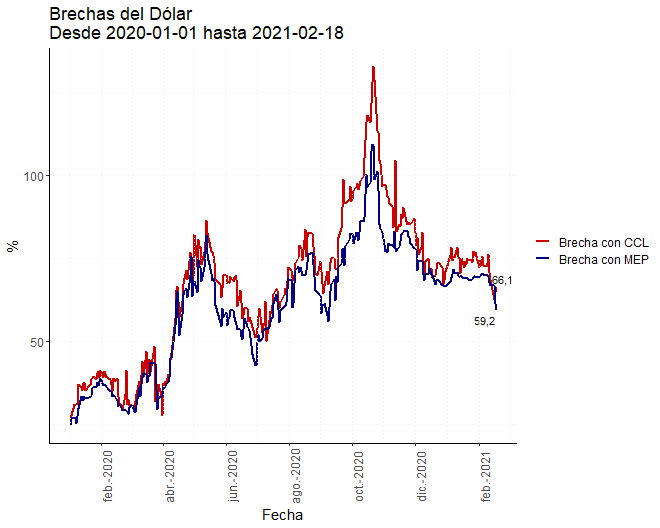 Brechas del Dólar
Desde 2020-01-01 hasta 2021-02-18
%
100
50
66,1
59,2
feb.-2020
abr.-2020
jun.-2020
ago.-2020
oct.-2020
dic.-2020
feb.-2021
Fecha
Brecha con CCL
Brecha con MEP